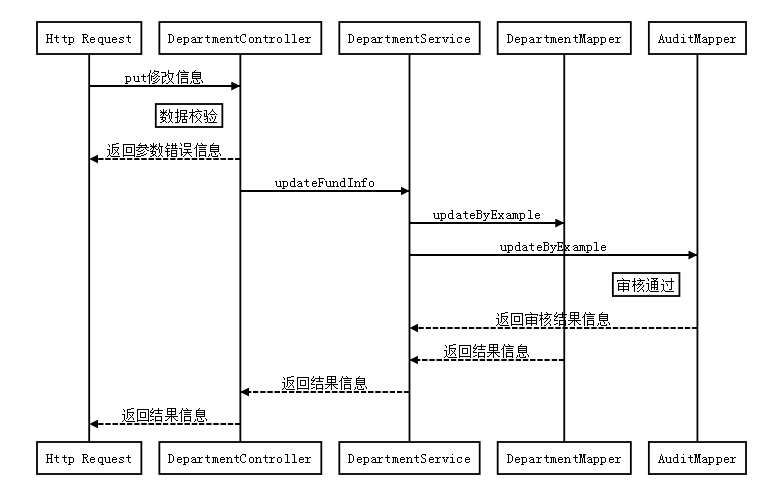 Http Request
DepartmentController
DepartmentService
DepartmentMapper
AuditMapper
put修改信息
数据校验
返回参数错误信息
updateFundInfo
updateByExample
updateByExample
审核通过
返回审核结果信息
返回结果信息
返回结果信息
返回结果信息
Http Request
DepartmentController
DepartmentService
DepartmentMapper
AuditMapper